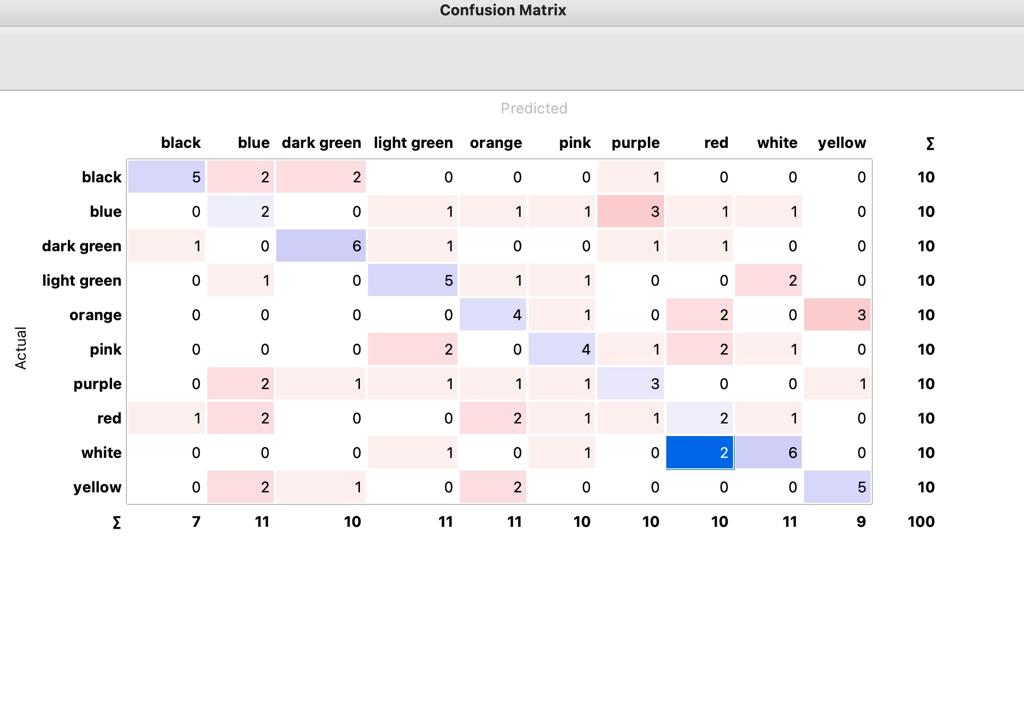 Confusion Matrix
Predicted
black blue dark green light green orange pink purple red white yellow Σ
black 5 2 2 0 0 0 1 0 0 0 10
blue 0 2 0 1 1 1 3 1 1 0 10
dark green 1 0 6 1 0 0 1 1 0 0 10
light green 0 1 0 5 1 1 0 0 2 0 10
orange 0 0 0 0 4 1 0 2 0 3 10
Actual
pink 0 0 0 2 0 4 1 2 1 0 10
purple 0 2 1 1 1 1 3 0 0 1 10
red 1 2 0 0 2 1 1 2 1 0 10
white 0 0 0 1 0 1 0 2 6 0 10
yellow 0 2 1 0 2 0 0 0 0 5 10
Σ 7 11 10 11 11 10 10 10 11 9 100